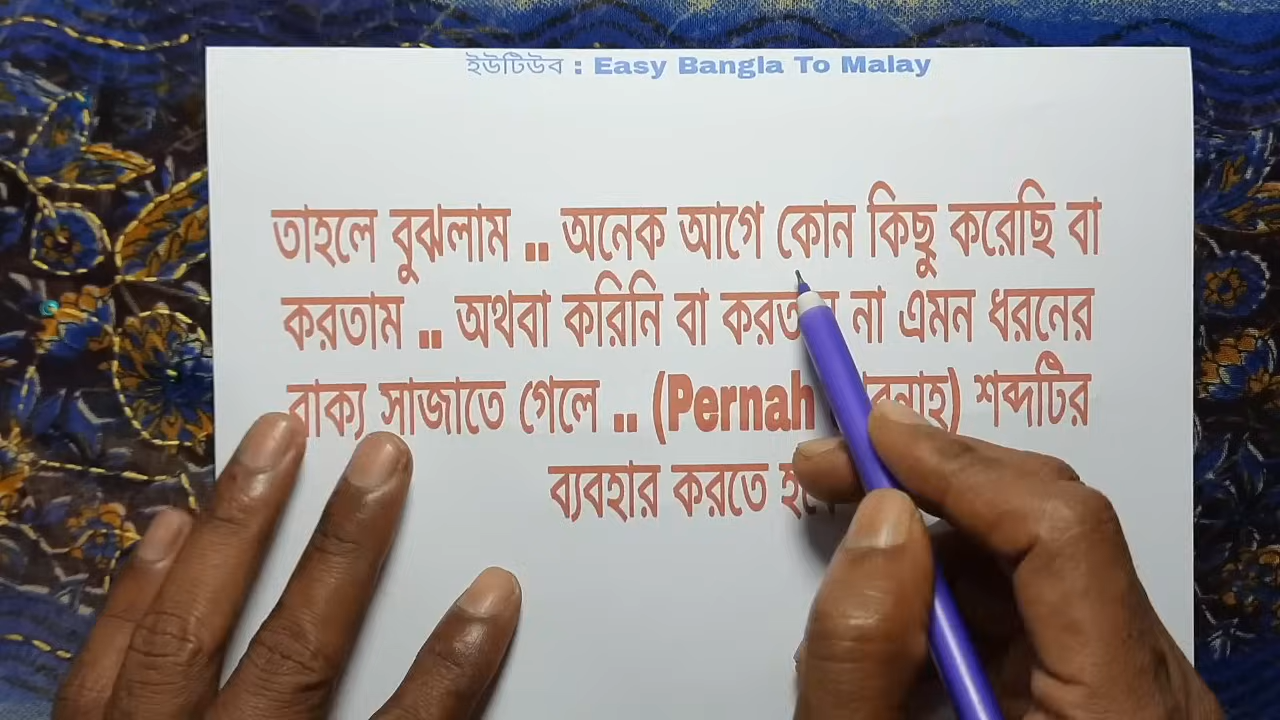 ইউটিউব : Easy Bangla To Malay
তাহলে বুঝলাম .. অনেক আগে কোন কিছু করেছি বা
করতাম .. অথবা করিনি বা করতাম না এমন ধরনের
বাক্য সাজাতে গেলে .. (Pernah শব্দটির
ব্যবহার করতে